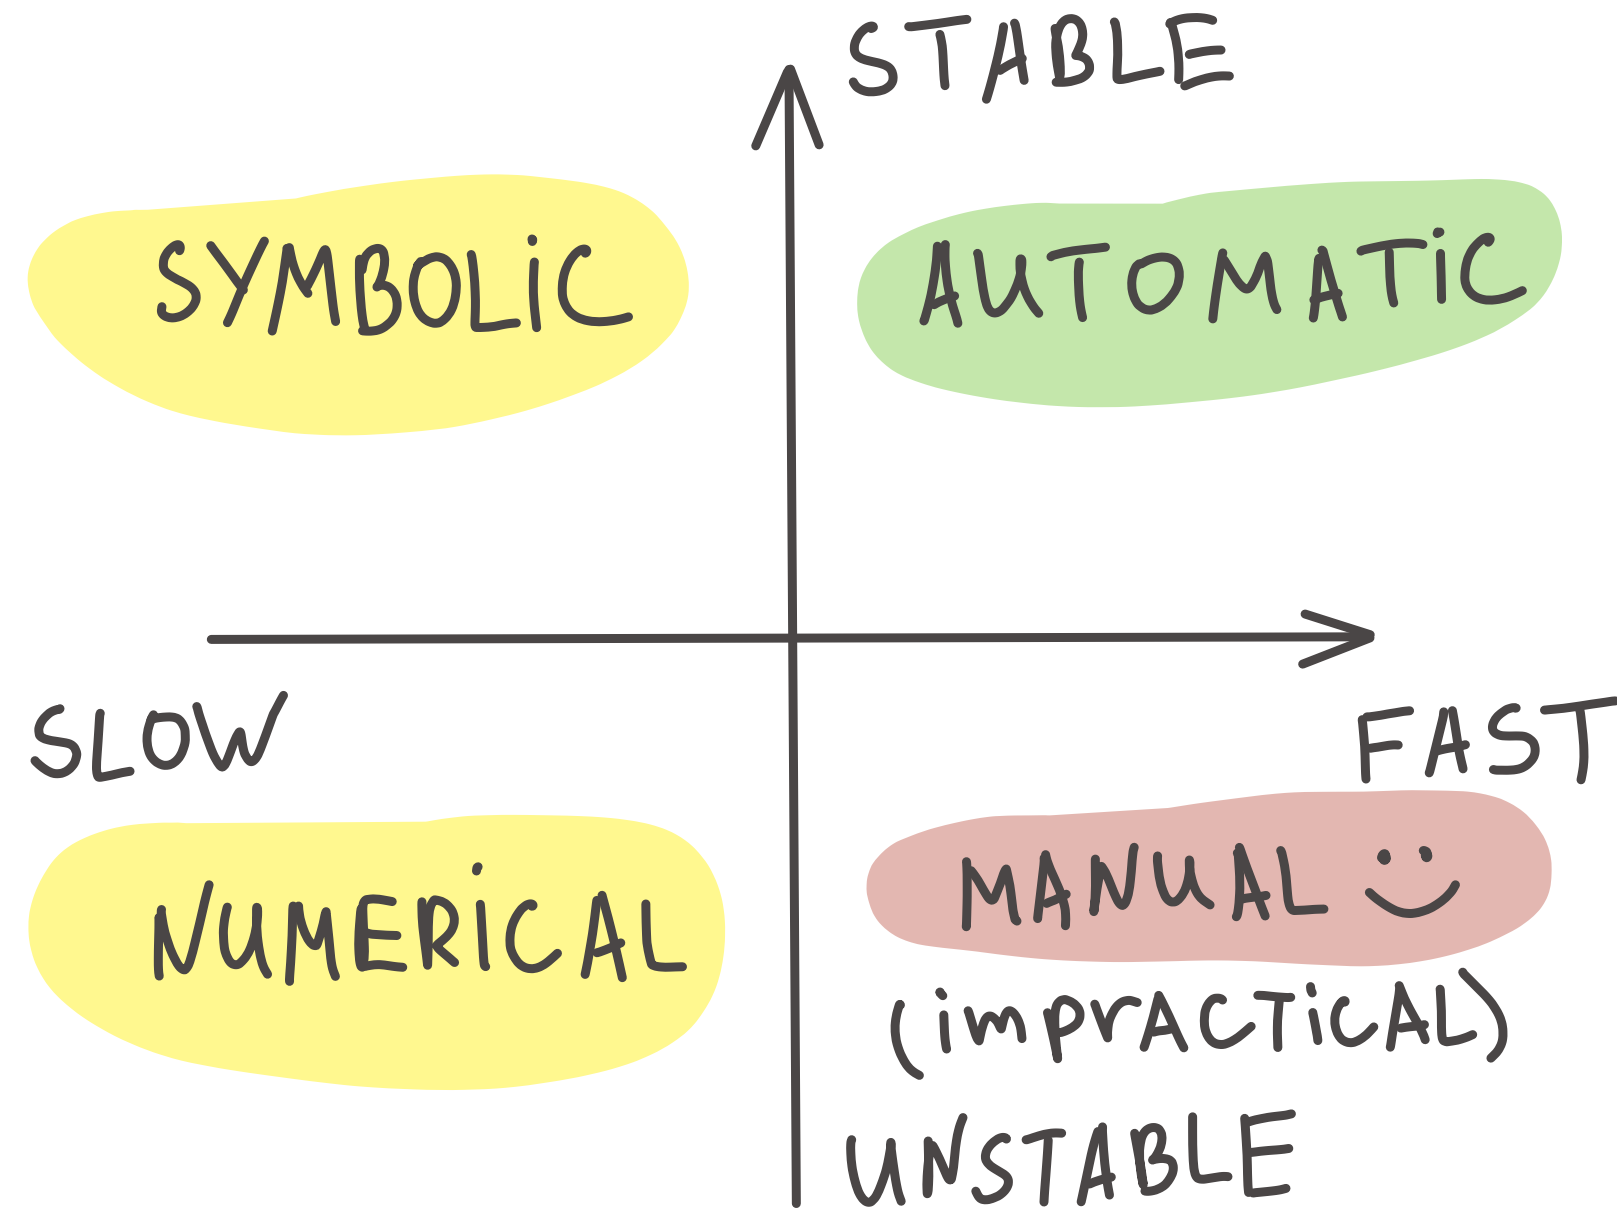 STABLE
SYMBOLiC
AUTOMATiC
SLOW
FAST
NUMERiCAL
MANUAL
(imprACTiCAL)
UNSTABLE